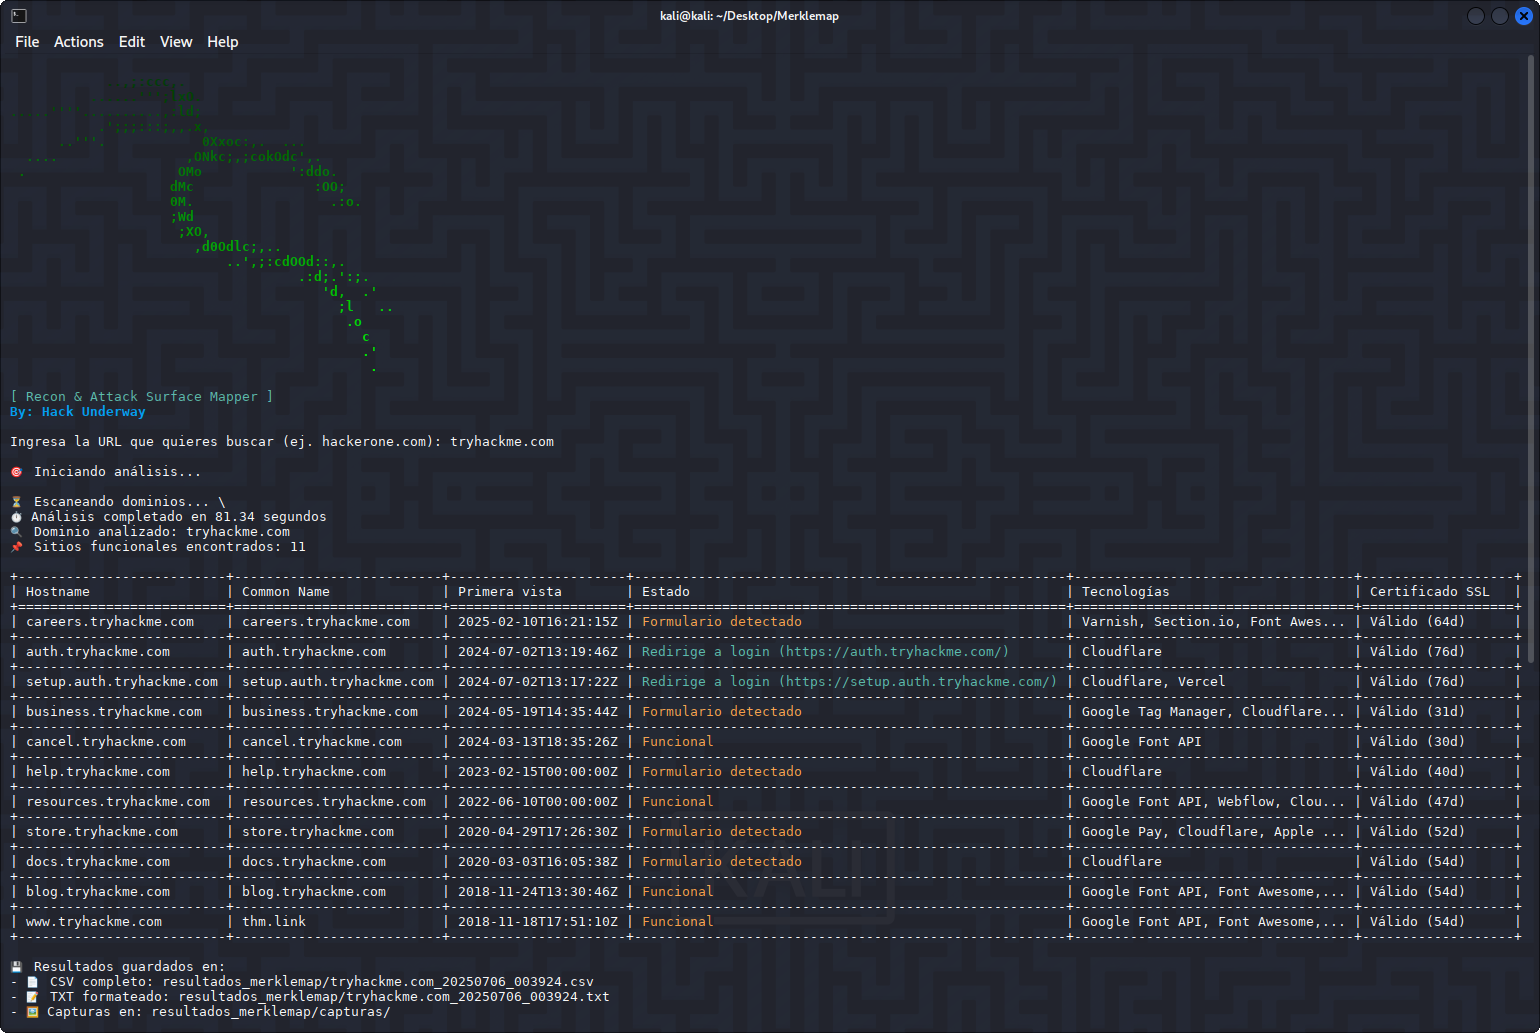 kali@kali: ~/Desktop/Merklemap
File Actions Edit View Help
[ Recon & Attack Surface Mapper ]
By: Hack Underway
Ingresa la URL que quieres buscar (ej. hackerone.com): tryhackme.com
Iniciando análisis...
Escaneando dominios... \
Análisis completado en 81.34 segundos
Dominio analizado: tryhackme.com
Sitios funcionales encontrados: 11
| Hostname | Common Name | Primera vista | Estado | Tecnologías | Certificado SSL |
| careers.tryhackme.com | careers.tryhackme.com | 2025-02-10T16:21:15Z | Formulario detectado | Varnish, Section.io, Font Awes... | Válido (64d) |
| auth.tryhackme.com | auth.tryhackme.com | 2024-07-02T13:19:46Z | Redirige a login (https://auth.tryhackme.com/) | Cloudflare | Válido (76d) |
| setup.auth.tryhackme.com | setup.auth.tryhackme.com | 2024-07-02T13:17:22Z | Redirige a login (https://setup.auth.tryhackme.com/) | Cloudflare, Vercel | Válido (76d) |
| business.tryhackme.com | business.tryhackme.com | 2024-05-19T14:35:44Z | Formulario detectado | Google Tag Manager, Cloudflare... | Válido (31d) |
| cancel.tryhackme.com | cancel.tryhackme.com | 2024-03-13T18:35:26Z | Funcional | Google Font API | Válido (30d) |
| help.tryhackme.com | help.tryhackme.com | 2023-02-15T00:00:00Z | Formulario detectado | Cloudflare | Válido (40d) |
| resources.tryhackme.com | resources.tryhackme.com | 2022-06-10T00:00:00Z | Funcional | Google Font API, Webflow, Clou... | Válido (47d) |
| store.tryhackme.com | store.tryhackme.com | 2020-04-29T17:26:30Z | Formulario detectado | Google Pay, Cloudflare, Apple ... | Válido (52d) |
| docs.tryhackme.com | docs.tryhackme.com | 2020-03-03T16:05:38Z | Formulario detectado | Cloudflare | Válido (54d) |
| blog.tryhackme.com | blog.tryhackme.com | 2018-11-24T13:30:46Z | Funcional | Google Font API, Font Awesome,... | Válido (54d) |
| www.tryhackme.com | thm.link | 2018-11-18T17:51:10Z | Funcional | Google Font API, Font Awesome,... | Válido (54d) |
Resultados guardados en:
- CSV completo: resultados_merklemap/tryhackme.com_20250706_003924.csv
- TXT formateado: resultados_merklemap/tryhackme.com_20250706_003924.txt
- Capturas en: resultados_merklemap/capturas/